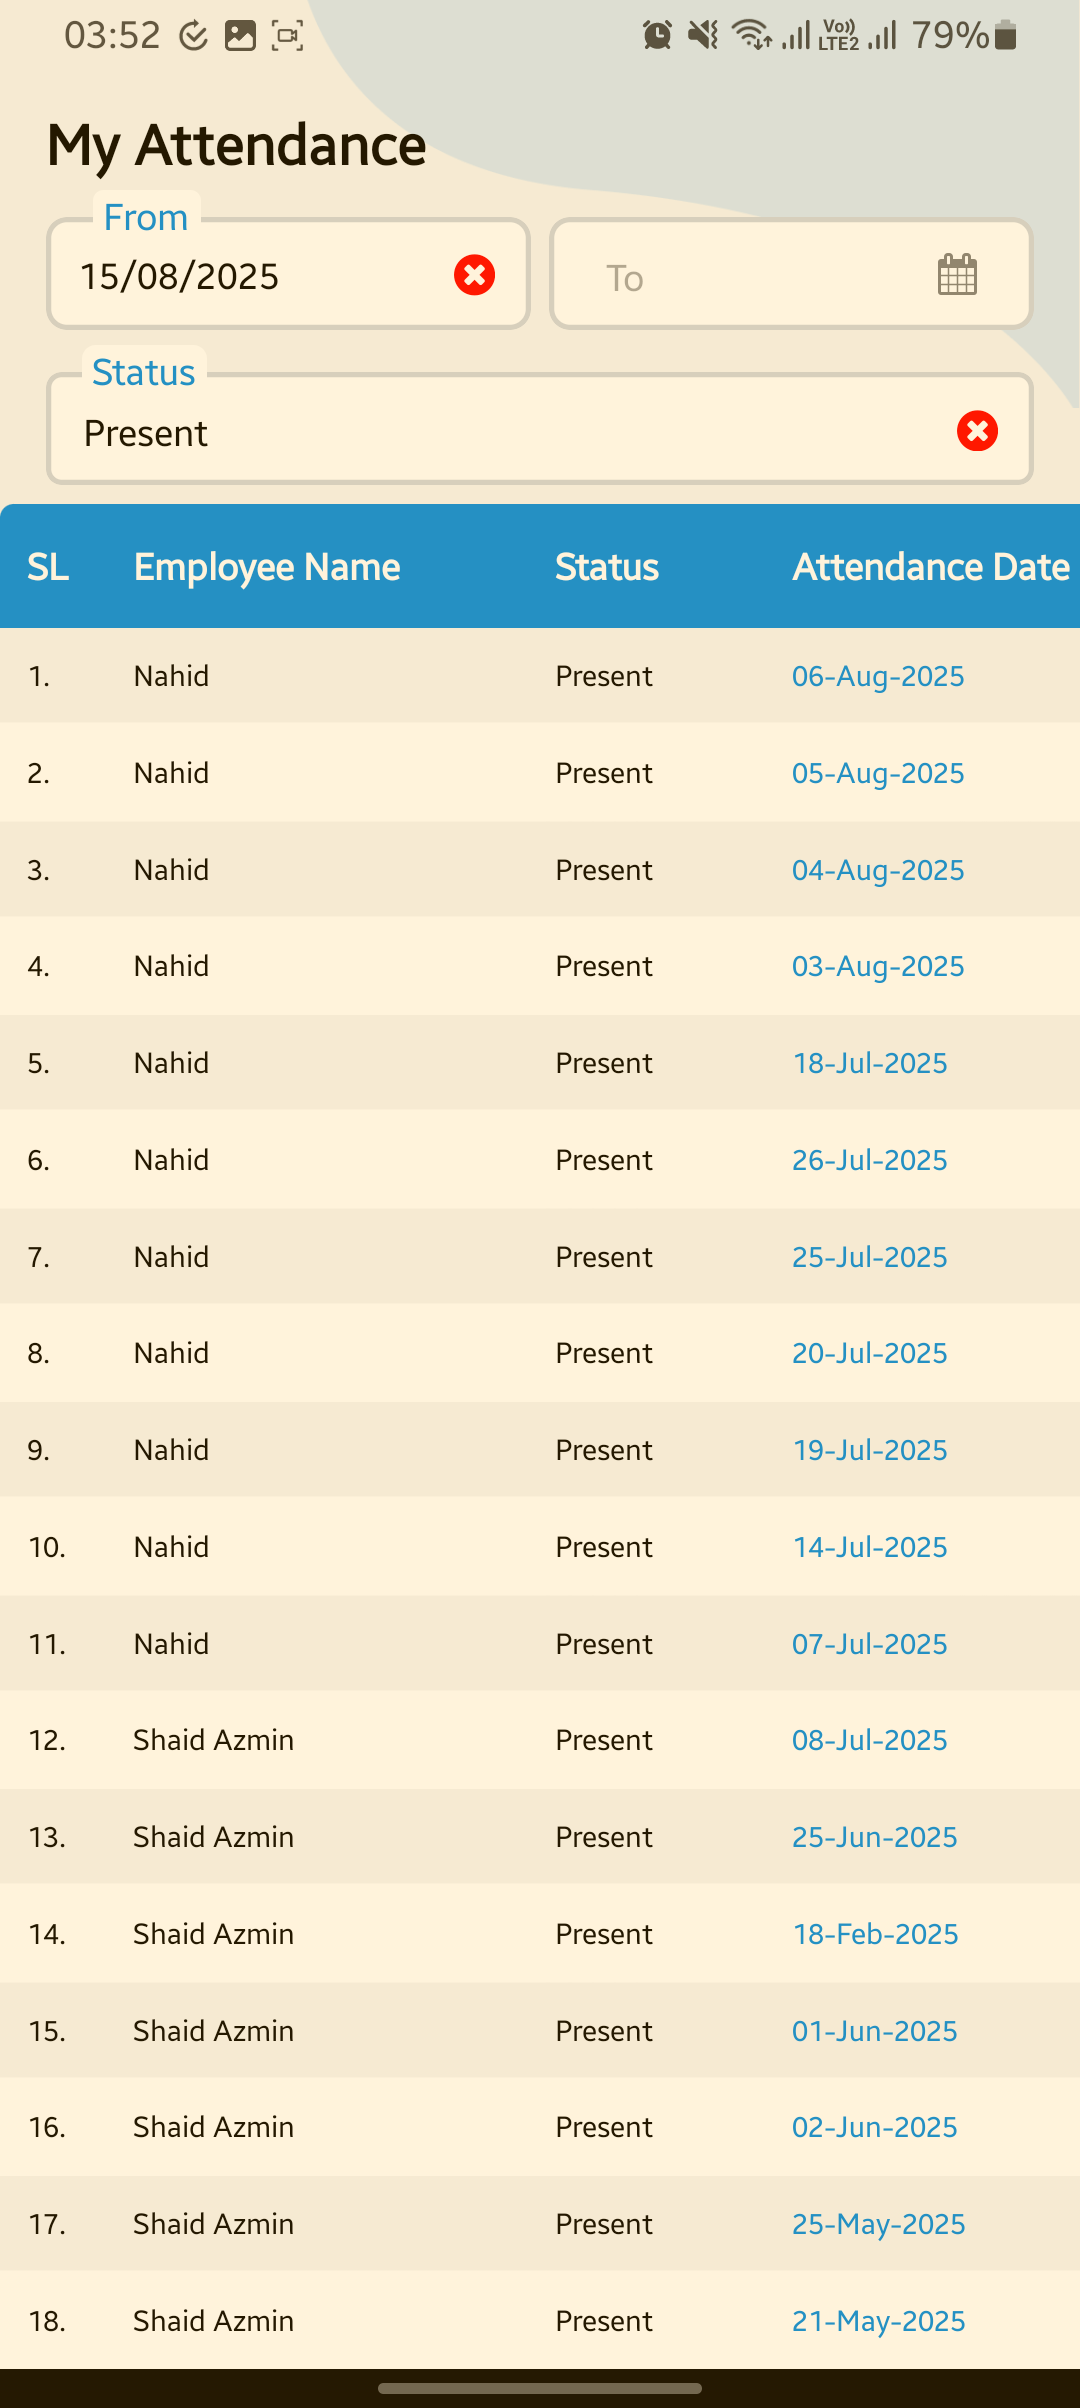 03:52 Vo)) LTE2 79%
My Attendance
From
15/08/2025 To
Status
Present
SL Employee Name Status Attendance Date
1. Nahid Present 06-Aug-2025
2. Nahid Present 05-Aug-2025
3. Nahid Present 04-Aug-2025
4. Nahid Present 03-Aug-2025
5. Nahid Present 18-Jul-2025
6. Nahid Present 26-Jul-2025
7. Nahid Present 25-Jul-2025
8. Nahid Present 20-Jul-2025
9. Nahid Present 19-Jul-2025
10. Nahid Present 14-Jul-2025
11. Nahid Present 07-Jul-2025
12. Shaid Azmin Present 08-Jul-2025
13. Shaid Azmin Present 25-Jun-2025
14. Shaid Azmin Present 18-Feb-2025
15. Shaid Azmin Present 01-Jun-2025
16. Shaid Azmin Present 02-Jun-2025
17. Shaid Azmin Present 25-May-2025
18. Shaid Azmin Present 21-May-2025